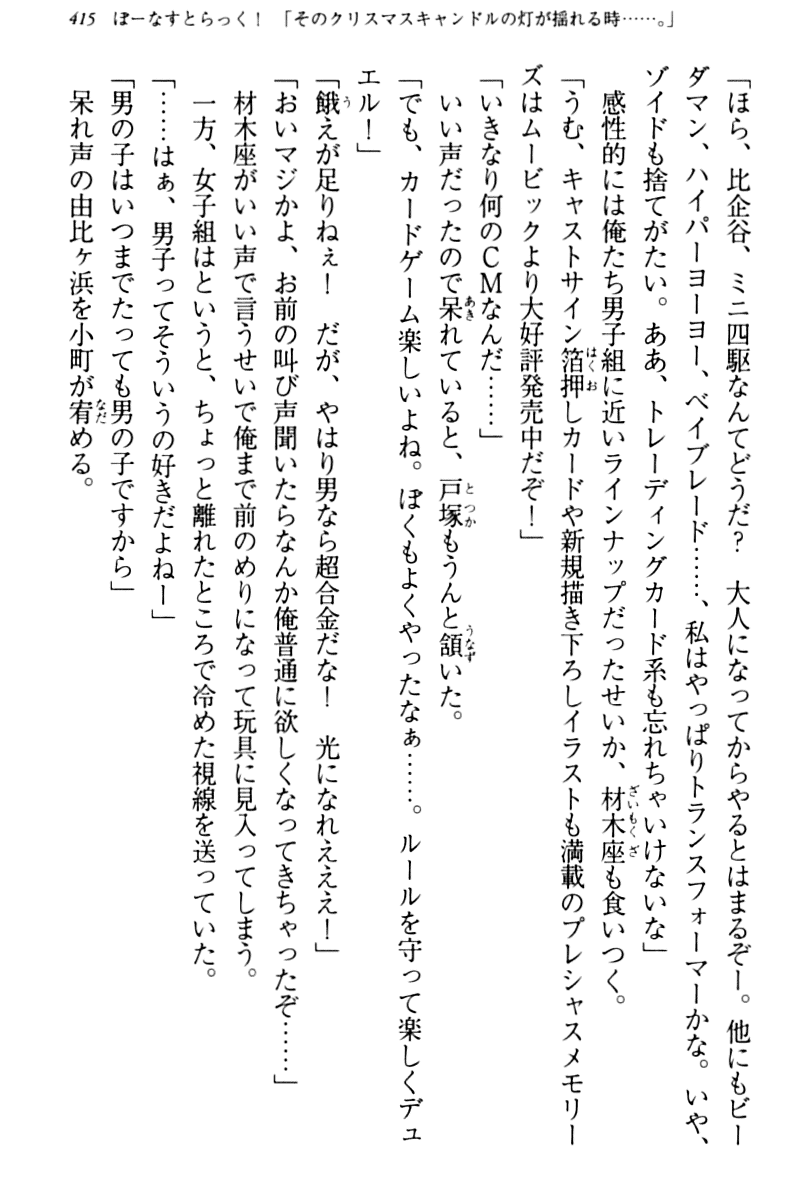 415 ぼーなすとらっく! 「そのクリスマスキャンドルの灯が揺れる時……。」
「ほら、比企谷、ミニ四駆なんてどうだ? 大人になってからやるとはまるぞー。他にもビー
ダマン、ハイパーヨーヨー、ベイブレード……、私はやっぱりトランスフォーマーかな。いや、
ゾイドも捨てがたい。ああ、トレーディングカード系も忘れちゃいけないな」
感性的には俺たち男子組に近いラインナップだったせいか、材木座も食いつく。
「うむ、キャストサイン箔押しカードや新規描き下ろしイラストも満載のプレシャスメモリー
ズはムービックより大好評発売中だぞ!」
「いきなり何のCMなんだ……」
いい声だったので呆れていると、戸塚もうんと頷いた。
「でも、カードゲーム楽しいよね。ぼくもよくやったなぁ……。ルールを守って楽しくデュ
エル!」
「餓えが足りねぇ! だが、やはり男なら超合金だな! 光になれえええ!」
「おいマジかよ、お前の叫び声聞いたらなんか俺普通に欲しくなってきちゃったぞ……」
材木座がいい声で言うせいで俺まで前のめりになって玩具に見入ってしまう。
一方、女子組はというと、ちょっと離れたところで冷めた視線を送っていた。
「……はぁ、男子ってそういうの好きだよねー」
「男の子はいつまでたっても男の子ですから」
呆れ声の由比ヶ浜を小町が宥める。